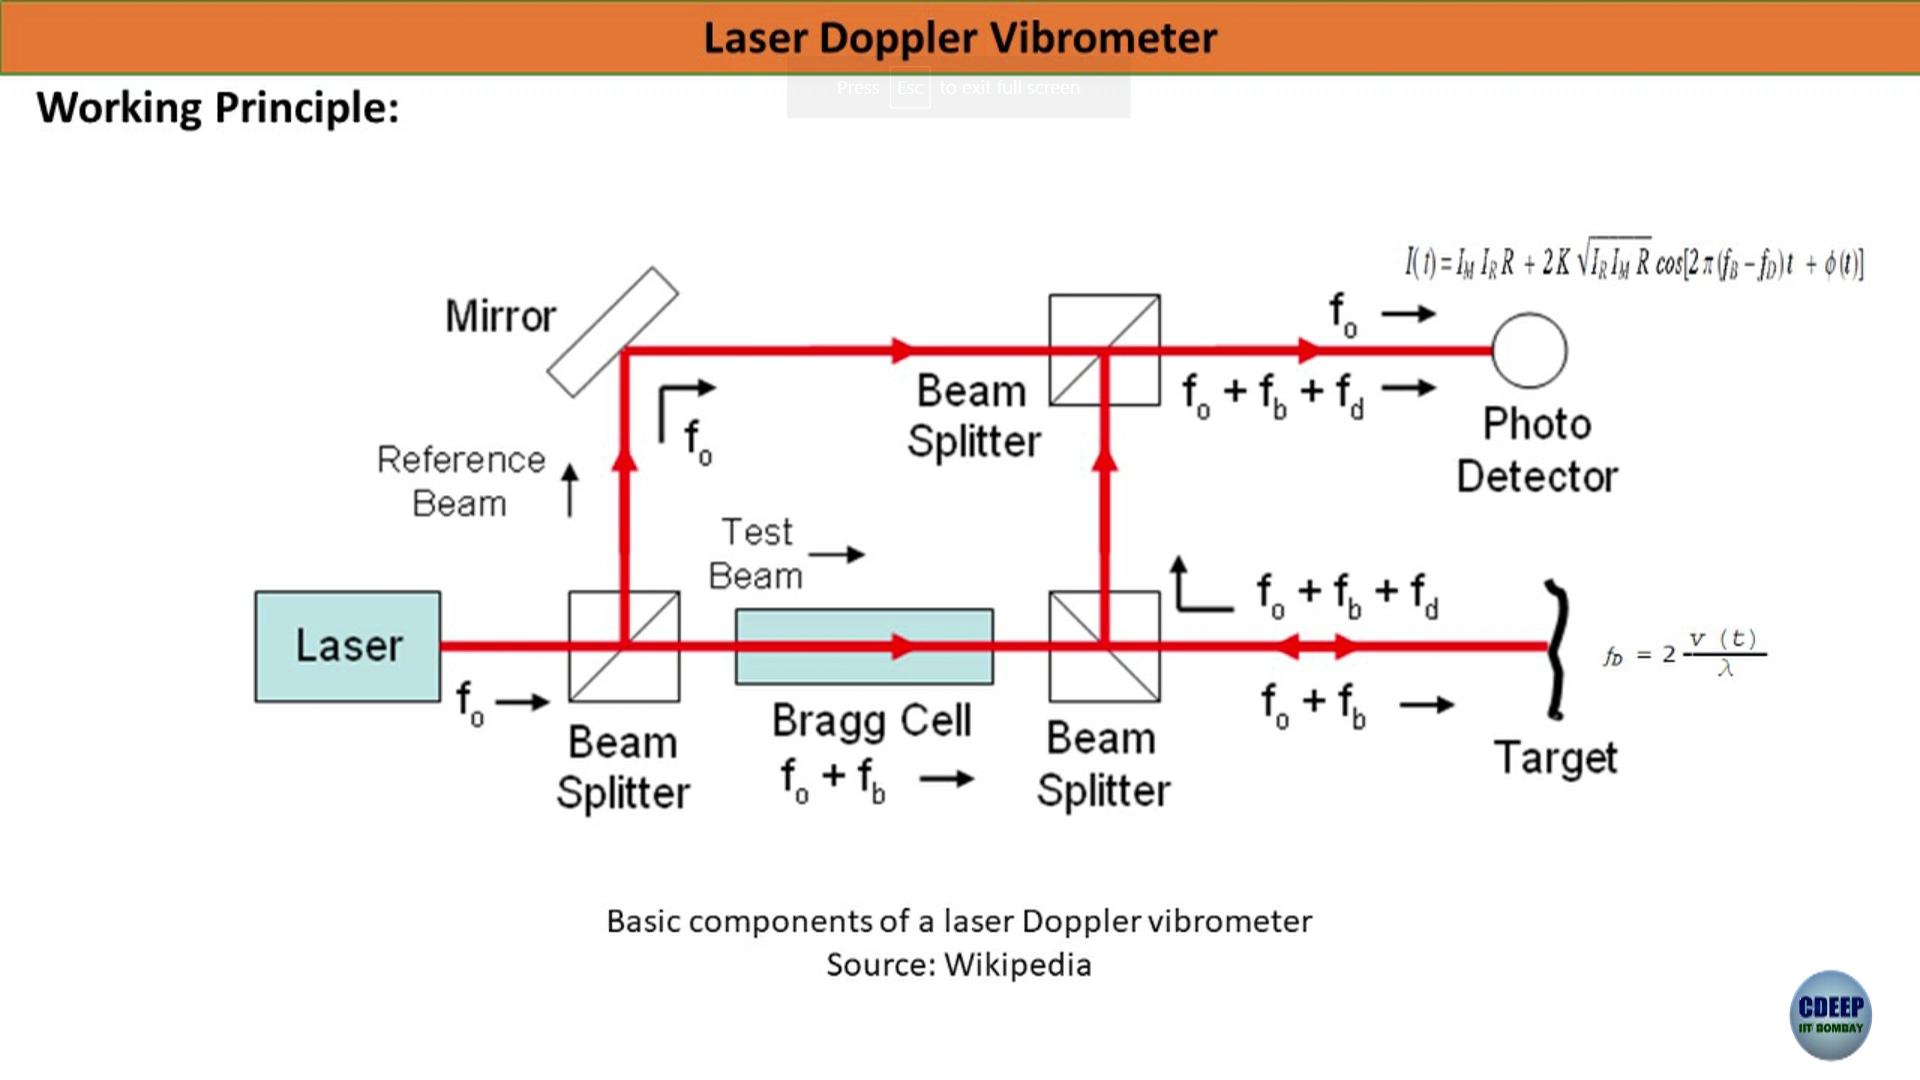 Laser Doppler Vibrometer
Press Esc to exit full screen
Working Principle:
I(t) = I_M I_R R + 2K √(I_R I_M R) cos[2π(f_B − f_D)t + ϕ(t)]
Mirror
f_o
f_o
Beam
Splitter
f_o + f_b + f_d
Photo
Detector
Reference
Beam
Test
Beam
f_o + f_b + f_d
Laser
f_D = 2 v (t) / λ
f_o
Beam
Splitter
Bragg Cell
f_o + f_b
Beam
Splitter
f_o + f_b
Target
Basic components of a laser Doppler vibrometer
Source: Wikipedia
CDEEP
IIT BOMBAY